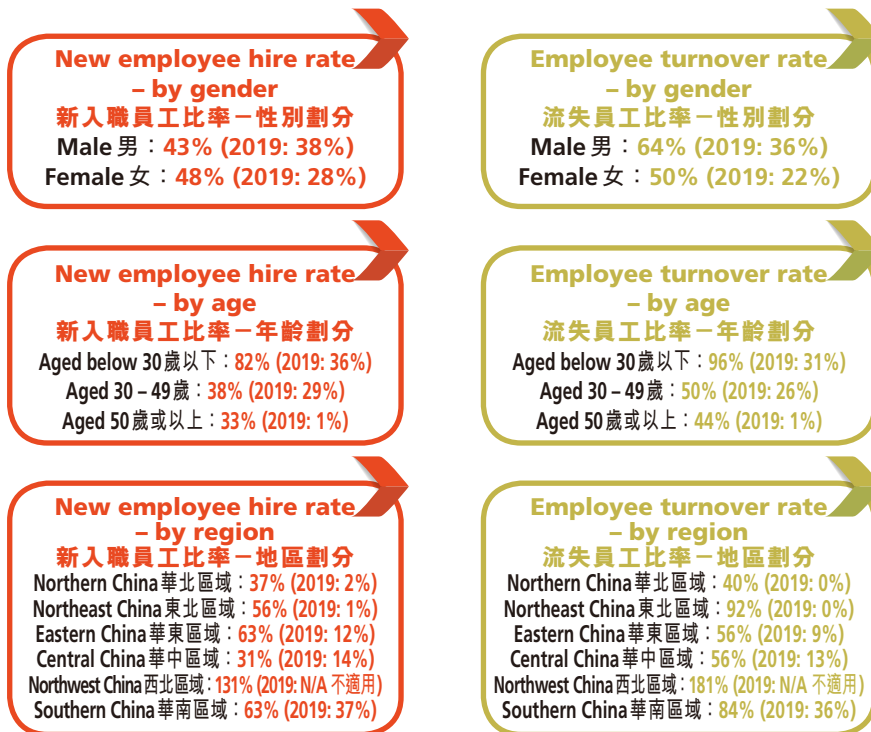 New employee hire rate
– by gender
新入職員工比率－性別劃分
Male 男：43% (2019: 38%)
Female 女：48% (2019: 28%)
Employee turnover rate
– by gender
流失員工比率－性別劃分
Male 男：64% (2019: 36%)
Female 女：50% (2019: 22%)
New employee hire rate
– by age
新入職員工比率－年齡劃分
Aged below 30歲以下：82% (2019: 36%)
Aged 30 – 49歲：38% (2019: 29%)
Aged 50歲或以上：33% (2019: 1%)
Employee turnover rate
– by age
流失員工比率－年齡劃分
Aged below 30歲以下：96% (2019: 31%)
Aged 30 – 49歲：50% (2019: 26%)
Aged 50歲或以上：44% (2019: 1%)
New employee hire rate
– by region
新入職員工比率－地區劃分
Northern China華北區域：37% (2019: 2%)
Northeast China東北區域：56% (2019: 1%)
Eastern China華東區域：63% (2019: 12%)
Central China華中區域：31% (2019: 14%)
Northwest China西北區域：131% (2019: N/A 不適用)
Southern China華南區域：63% (2019: 37%)
Employee turnover rate
– by region
流失員工比率－地區劃分
Northern China華北區域：40% (2019: 0%)
Northeast China東北區域：92% (2019: 0%)
Eastern China華東區域：56% (2019: 9%)
Central China華中區域：56% (2019: 13%)
Northwest China西北區域：181% (2019: N/A 不適用)
Southern China華南區域：84% (2019: 36%)